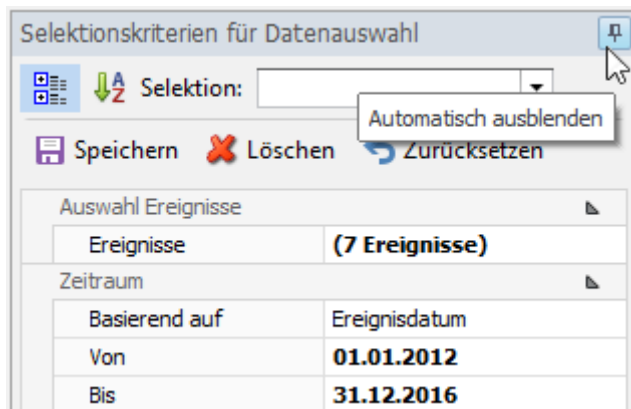 Selektionskriterien für Datenauswahl
Selektion:
Automatisch ausblenden
Speichern Löschen Zurücksetzen
Auswahl Ereignisse
Ereignisse (7 Ereignisse)
Zeitraum
Basierend auf Ereignisdatum
Von 01.01.2012
Bis 31.12.2016